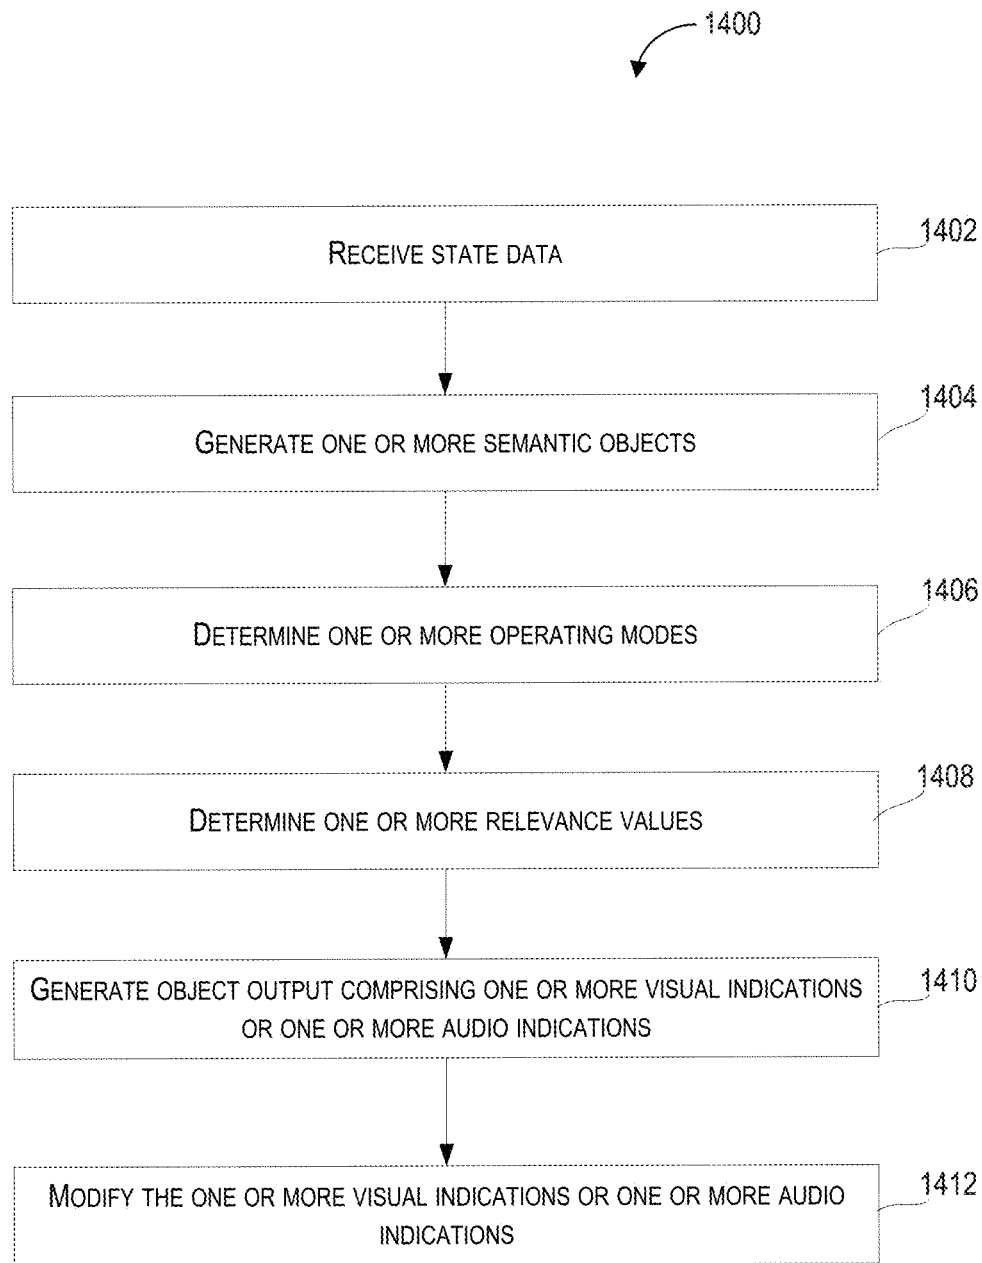 1400
RECEIVE STATE DATA
1402
GENERATE ONE OR MORE SEMANTIC OBJECTS
1404
DETERMINE ONE OR MORE OPERATING MODES
1406
DETERMINE ONE OR MORE RELEVANCE VALUES
1408
GENERATE OBJECT OUTPUT COMPRISING ONE OR MORE VISUAL INDICATIONS
OR ONE OR MORE AUDIO INDICATIONS
1410
MODIFY THE ONE OR MORE VISUAL INDICATIONS OR ONE OR MORE AUDIO
INDICATIONS
1412